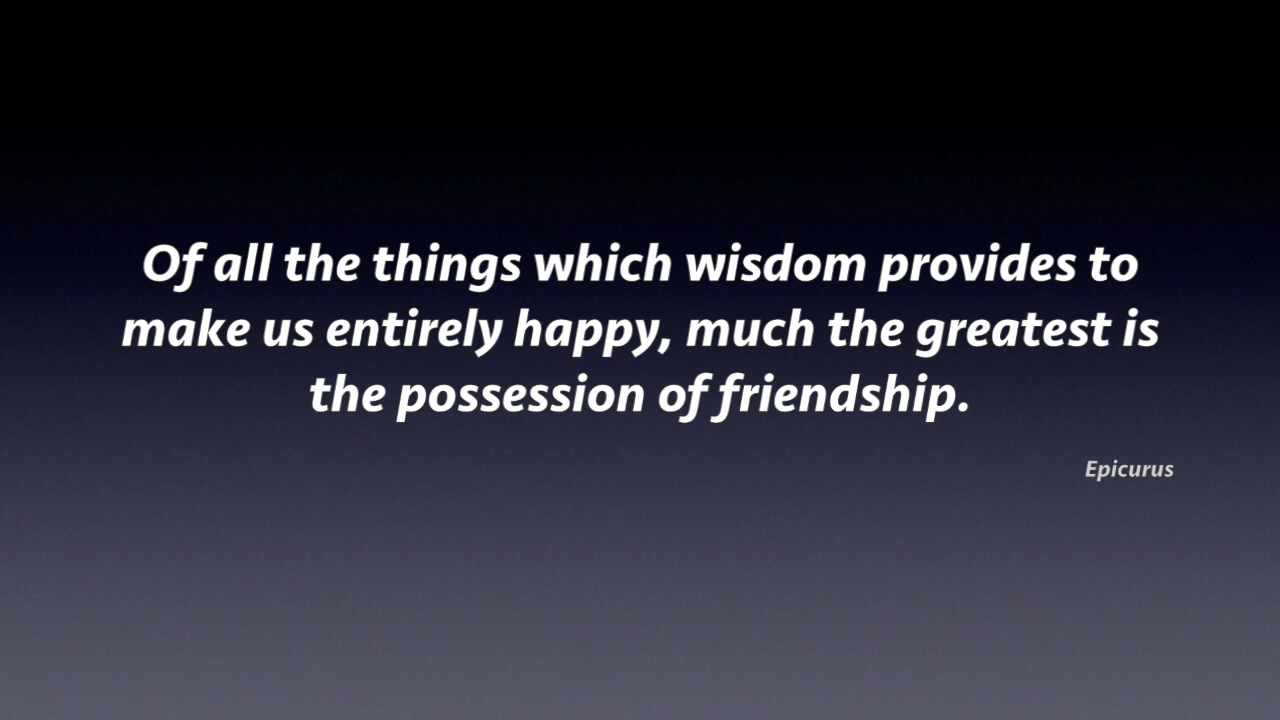 Of all the things which wisdom provides to
make us entirely happy, much the greatest is
the possession of friendship.
Epicurus